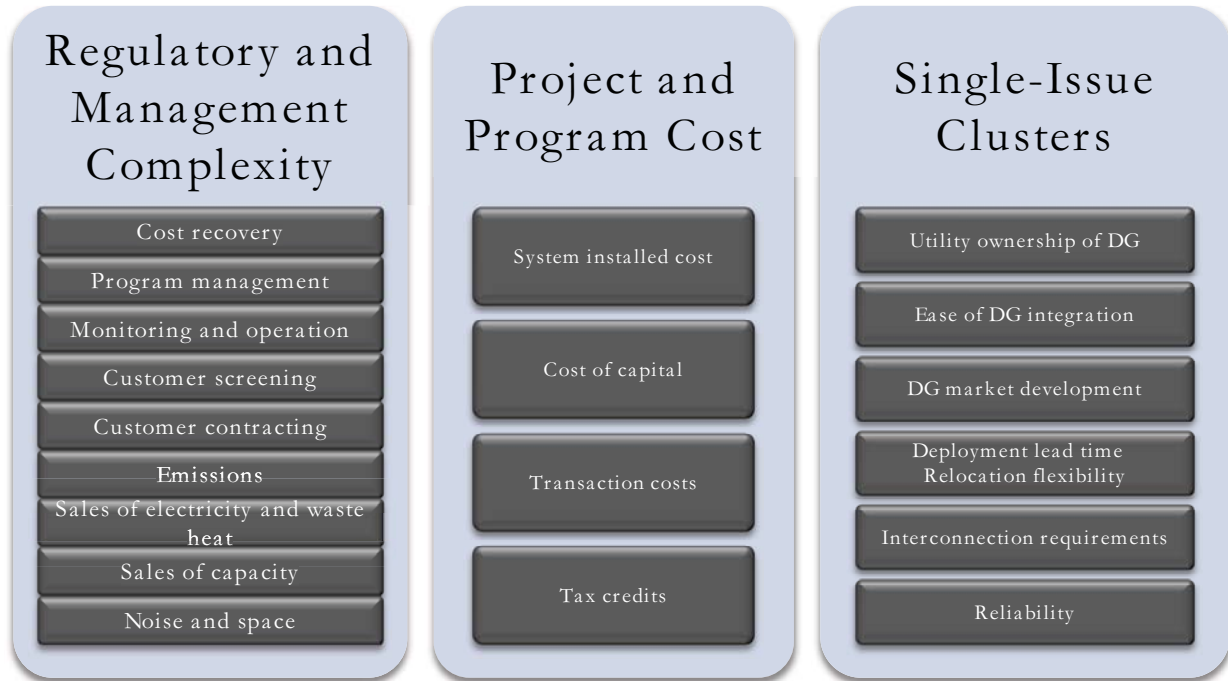 Regulatory and
Management
Complexity
Cost recovery
Program management
Monitoring and operation
Customer screening
Customer contracting
Emissions
Sales of electricity and waste
heat
Sales of capacity
Noise and space
Project and
Program Cost
System installed cost
Cost of capital
Transaction costs
Tax credits
Single-Issue
Clusters
Utility ownership of DG
Ease of DG integration
DG market development
Deployment lead time
Relocation flexibility
Interconnection requirements
Reliability